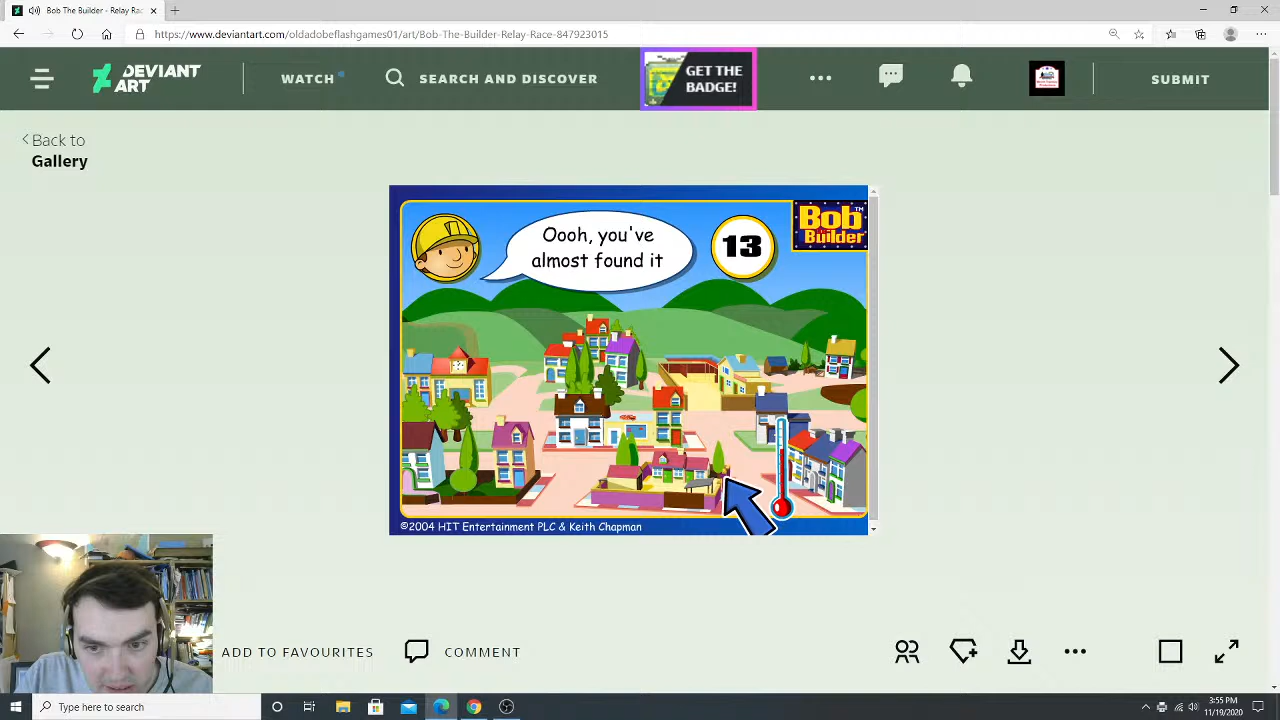 Bob The Builder - Relay Rac
https://www.deviantart.com/oldadobeflashgames01/art/Bob-The-Builder-Relay-Race-847923015
DEVIANT
ART
WATCH
SEARCH AND DISCOVER
GET THE
BADGE!
SUBMIT
Back to
Gallery
Oooh, you've
almost found it
13
Bob
Builder
TM
©2004 HIT Entertainment PLC & Keith Chapman
ADD TO FAVOURITES
COMMENT
Type here to search
3:55 PM
11/19/2020